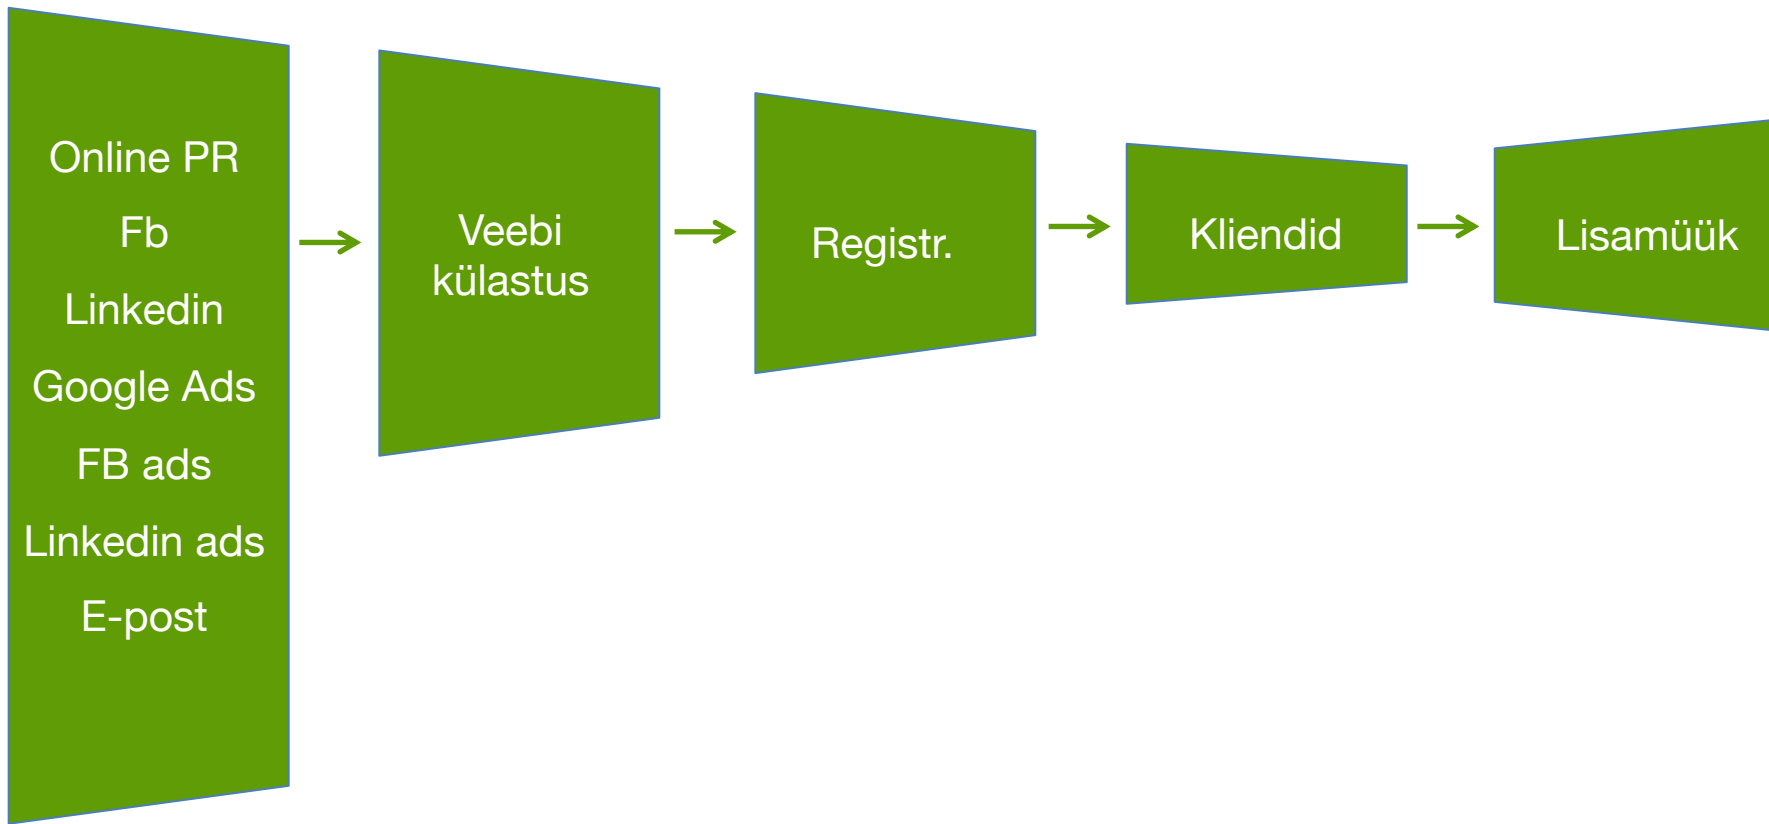 Online PR
Fb
Linkedin
Google Ads
FB ads
Linkedin ads
E-post
Veebi
külastus
Registr.
Kliendid
Lisamüük